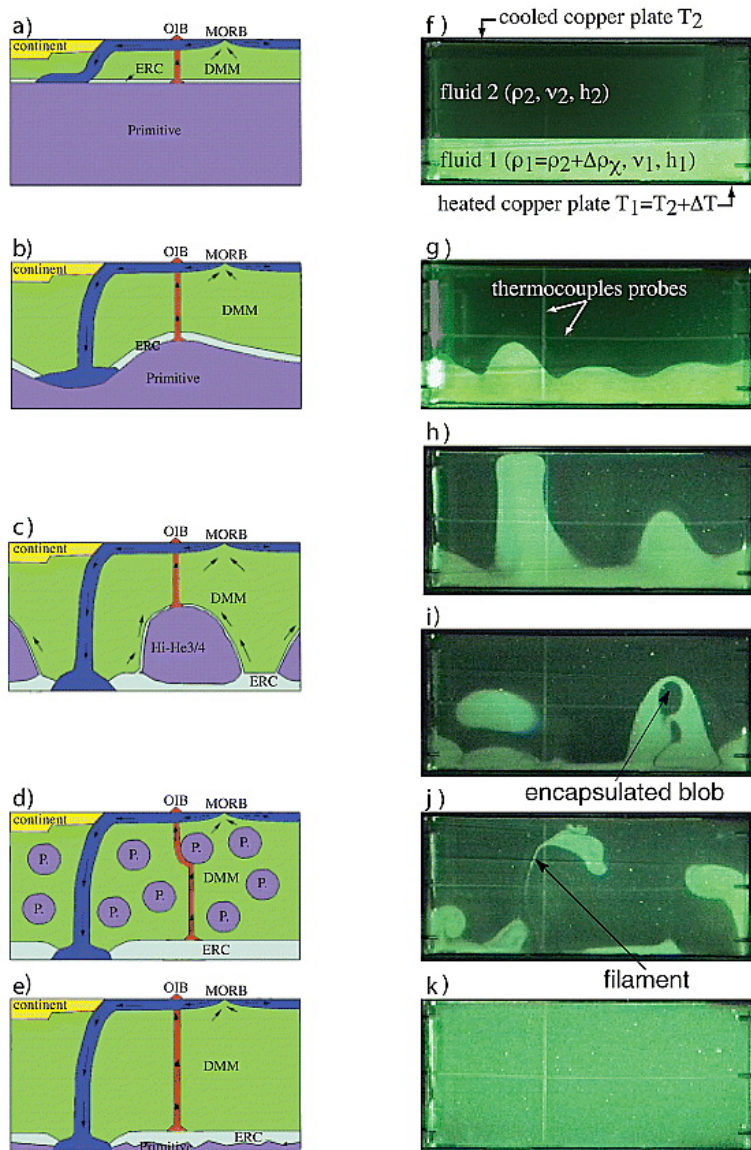 a)
OIB
MORB
continent
ERC
DMM
Primitive
b)
OIB
MORB
continent
DMM
ERC
Primitive
c)
OIB
MORB
continent
DMM
Hi-He3/4
ERC
d)
OIB
MORB
continent
P.
P.
P.
P.
DMM
P.
P.
P.
P.
ERC
e)
OIB
MORB
continent
DMM
ERC
Primitive
f)
cooled copper plate T2
fluid 2 (ρ2, ν2, h2)
fluid 1 (ρ1=ρ2+Δρχ, ν1, h1)
heated copper plate T1=T2+ΔT
g)
thermocouples probes
h)
i)
encapsulated blob
j)
filament
k)